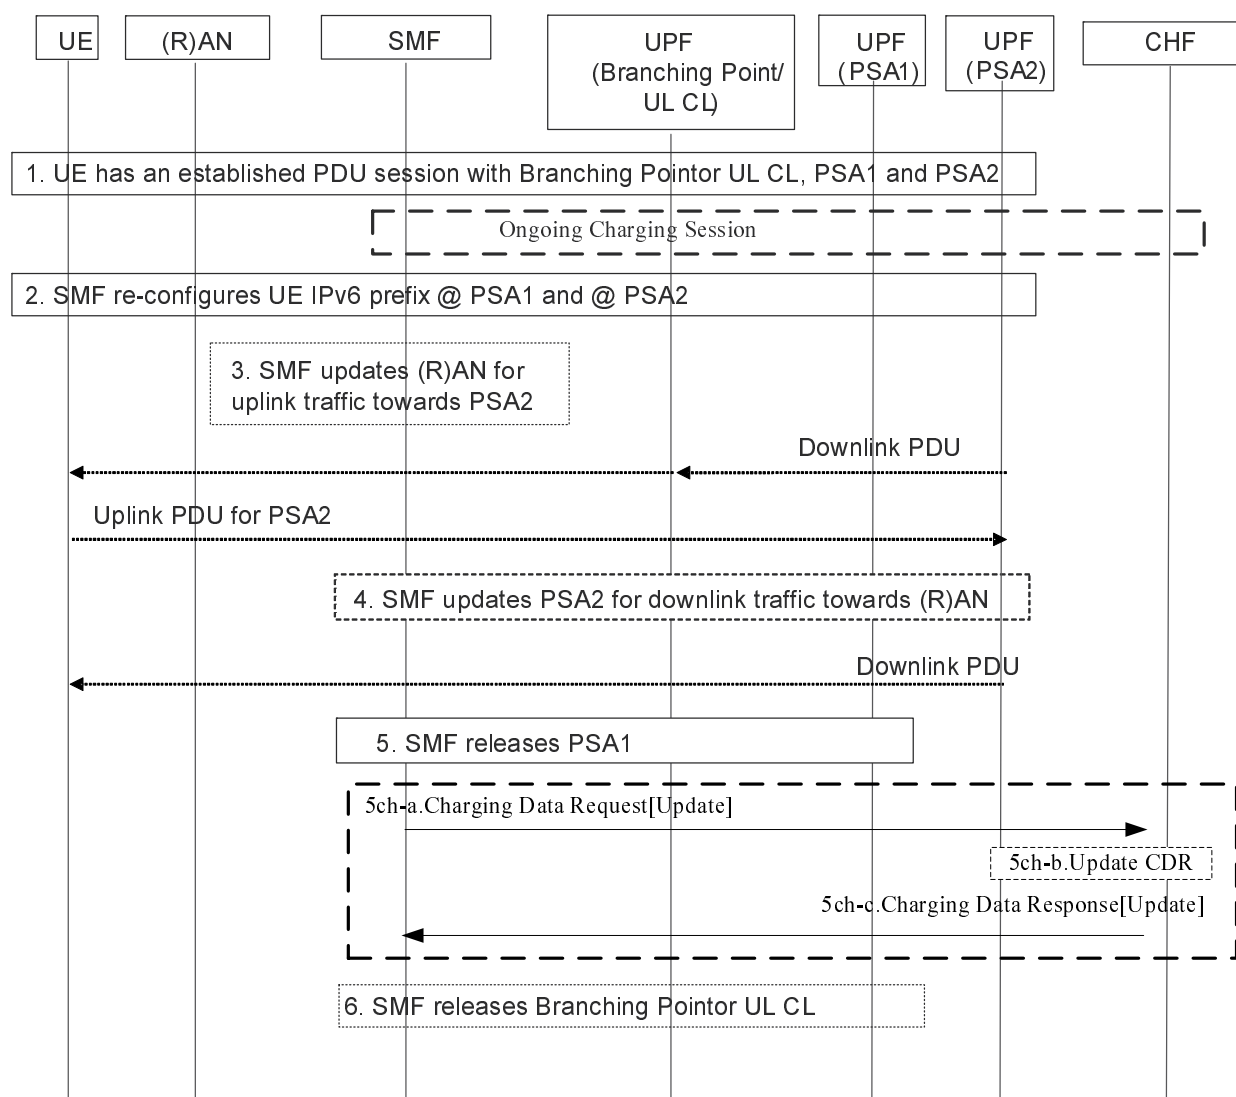 UE
(R)AN
SMF
UPF
(Branching Point/
UL CL)
UPF
(PSA1)
UPF
(PSA2)
CHF
1. UE has an established PDU session with Branching Pointor UL CL, PSA1 and PSA2
Ongoing Charging Session
2. SMF re-configures UE IPv6 prefix @ PSA1 and @ PSA2
3. SMF updates (R)AN for
uplink traffic towards PSA2
Downlink PDU
Uplink PDU for PSA2
4. SMF updates PSA2 for downlink traffic towards (R)AN
Downlink PDU
5. SMF releases PSA1
5ch-a.Charging Data Request[Update]
5ch-b.Update CDR
5ch-c.Charging Data Response[Update]
6. SMF releases Branching Pointor UL CL